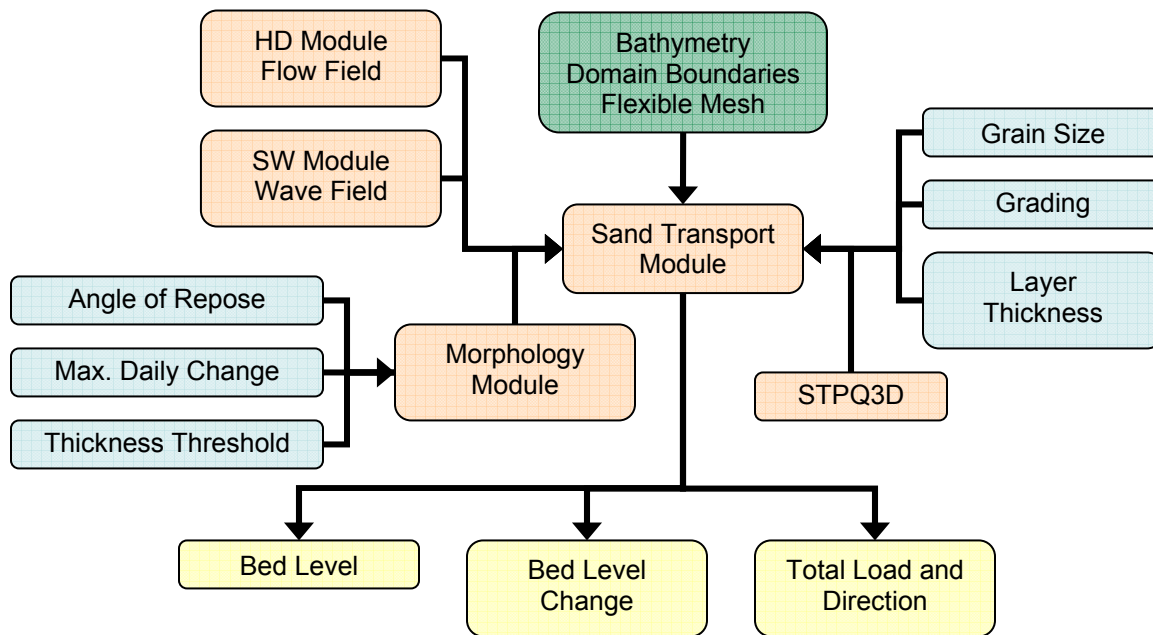 HD Module
Flow Field
Bathymetry
Domain Boundaries
Flexible Mesh
SW Module
Wave Field
Grain Size
Grading
Layer
Thickness
Sand Transport
Module
Angle of Repose
Max. Daily Change
Thickness Threshold
Morphology
Module
STPQ3D
Bed Level
Bed Level
Change
Total Load and
Direction